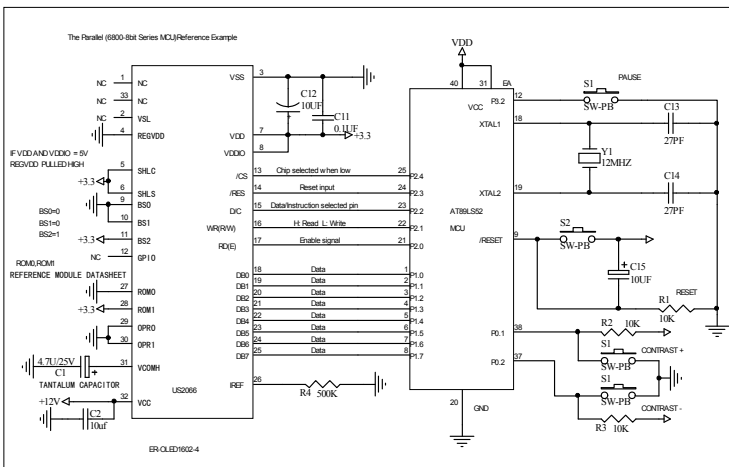 The Parallel (6800-8bit Series MCU)Reference Example
NC 1 NC
NC 33 NC
NC 2 VSL
4 REGVDD
IF VDD AND VDDIO = 5V
REGVDD PULLED HIGH
5 SHLC
+3.3
6 SHLS
9 BS0
BS0=0
BS1=0
BS2=1
10 BS1
+3.3 11 BS2
NC 12 GPIO
ROM0,ROM1
REFERENCE MODULE DATASHEET
27 ROM0
+3.3 28 ROM1
29 OPR0
30 OPR1
4.7U/25V
C1
31 VCOMH
TANTALUM CAPACITOR
+12V 32 VCC
C2
10uf
US2066
ER-OLED1602-4
VSS 3
C12
10UF
C11
0.1UF
VDD 7 +3.3
VDDIO 8
/CS 13 Chip selected when low 25 P2.4
/RES 14 Reset input 24 P2.3
D/C 15 Data/Instruction selected pin 23 P2.2
WR(R/W) 16 H: Read L: Write 22 P2.1
RD(E) 17 Enable signal 21 P2.0
DB0 18 Data 1 P1.0
DB1 19 Data 2 P1.1
DB2 20 Data 3 P1.2
DB3 21 Data 4 P1.3
DB4 22 Data 5 P1.4
DB5 23 Data 6 P1.5
DB6 24 Data 7 P1.6
DB7 25 Data 8 P1.7
IREF 26
R4 500K
VDD
40 31 EA
VCC
P3.2 12
S1 PAUSE
SW-PB
XTAL1 18
C13
27PF
Y1
12MHZ
XTAL2 19
C14
27PF
AT89LS52
MCU
/RESET 9
S2
SW-PB
C15
10UF
RESET
R1
10K
P0.1 38
R2 10K
S1 CONTRAST +
SW-PB
P0.2 37
S1
SW-PB
CONTRAST -
R3 10K
20 GND